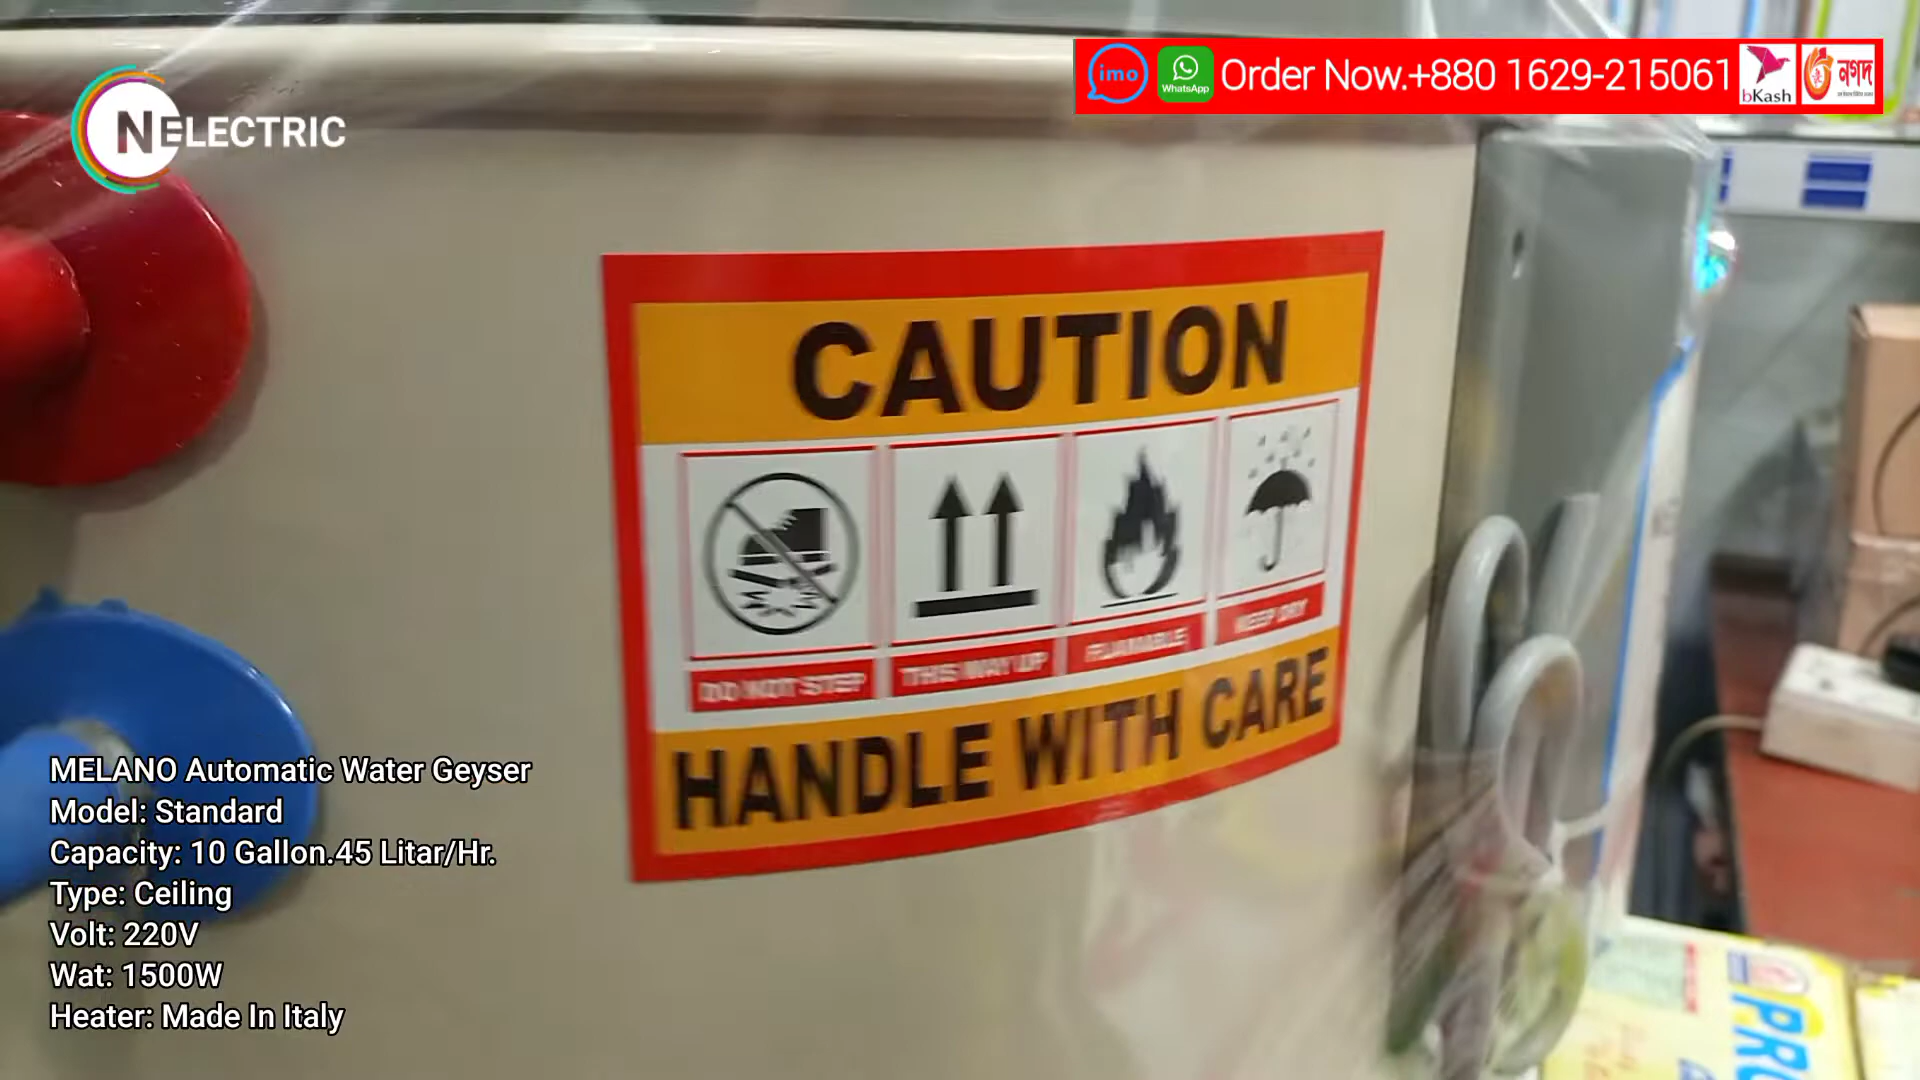 NELECTRIC
imo WhatsApp Order Now.+880 1629-215061 bKash নগদ
CAUTION
DO NOT STEP THIS WAY UP FLAMMABLE KEEP DRY
HANDLE WITH CARE
MELANO Automatic Water Geyser
Model: Standard
Capacity: 10 Gallon.45 Litar/Hr.
Type: Ceiling
Volt: 220V
Wat: 1500W
Heater: Made In Italy